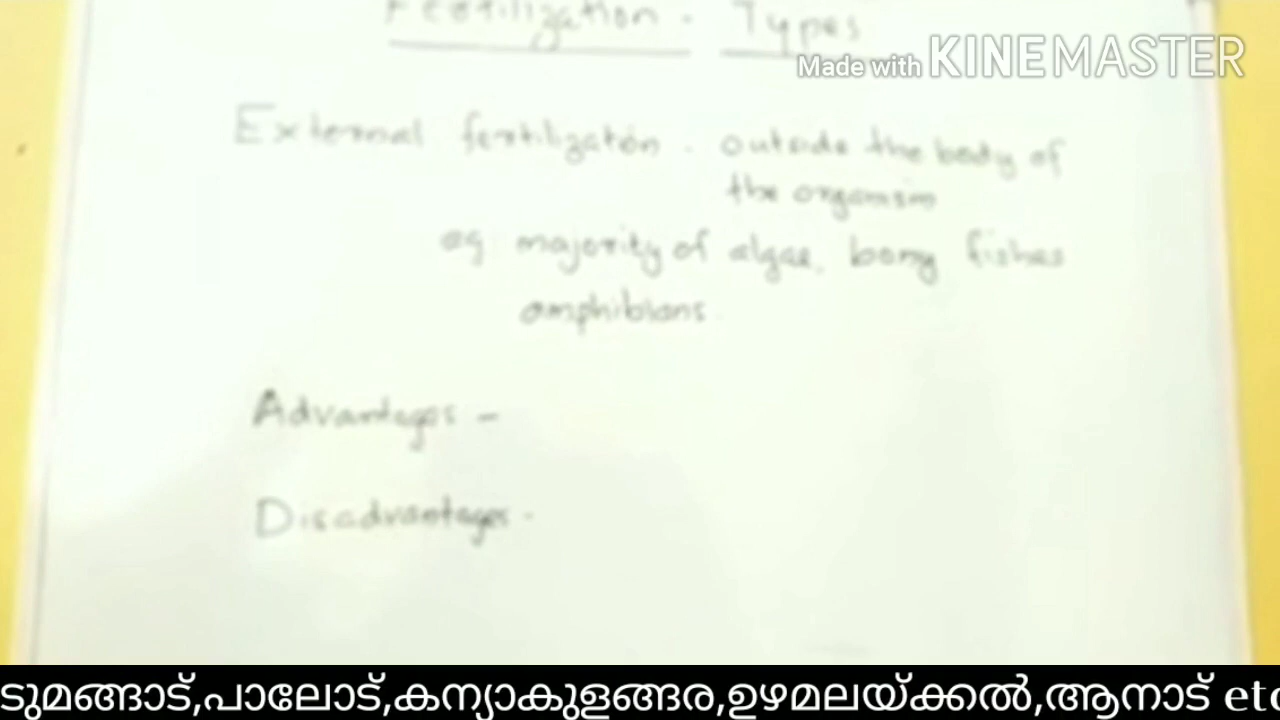 Fertilization - Types
Made with KINEMASTER
External fertilization - outside the body of
the organism
eg: majority of algae, bony fishes
amphibians
Advantages -
Disadvantages -
ടുമങ്ങാട്,പാലോട്,കന്യാകുളങ്ങര,ഉഴമലയ്ക്കൽ,ആനാട് etc